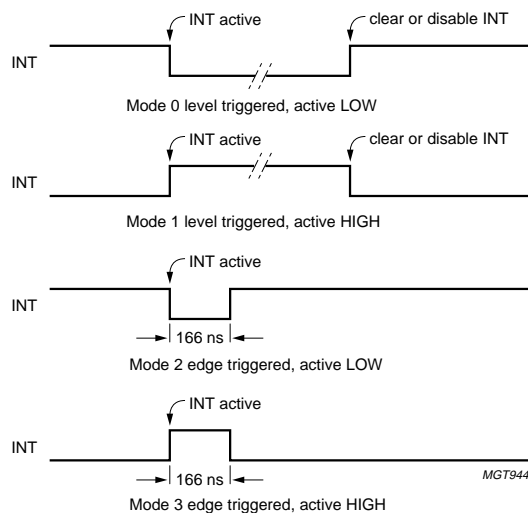 INT active
clear or disable INT
INT
Mode 0 level triggered, active LOW
INT active
clear or disable INT
INT
Mode 1 level triggered, active HIGH
INT active
INT
166 ns
Mode 2 edge triggered, active LOW
INT active
INT
166 ns
MGT944
Mode 3 edge triggered, active HIGH